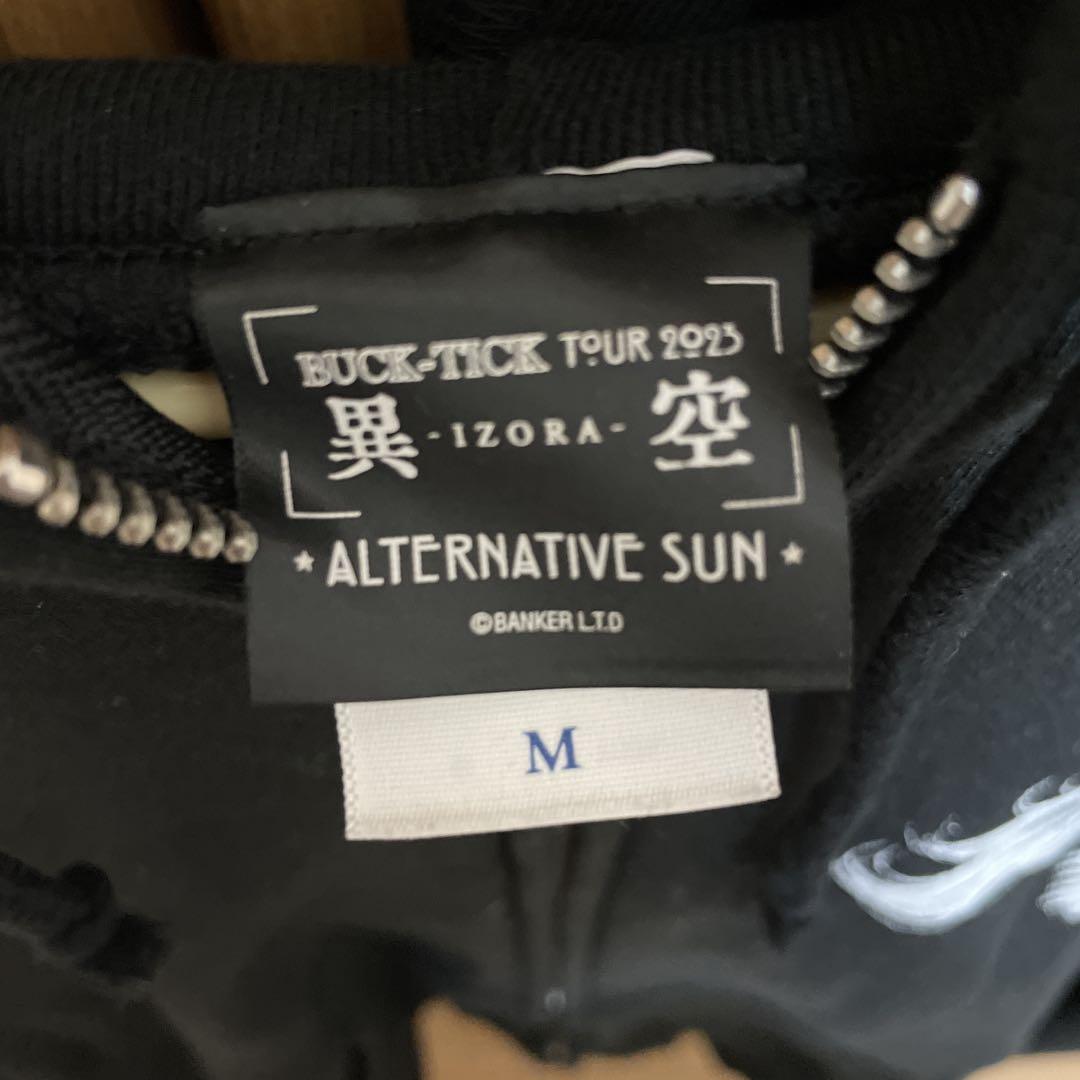 BUCK-TICK TOUR 2023
異 -IZORA- 空
★ALTERNATIVE SUN★
©BANKER L.T.D
M